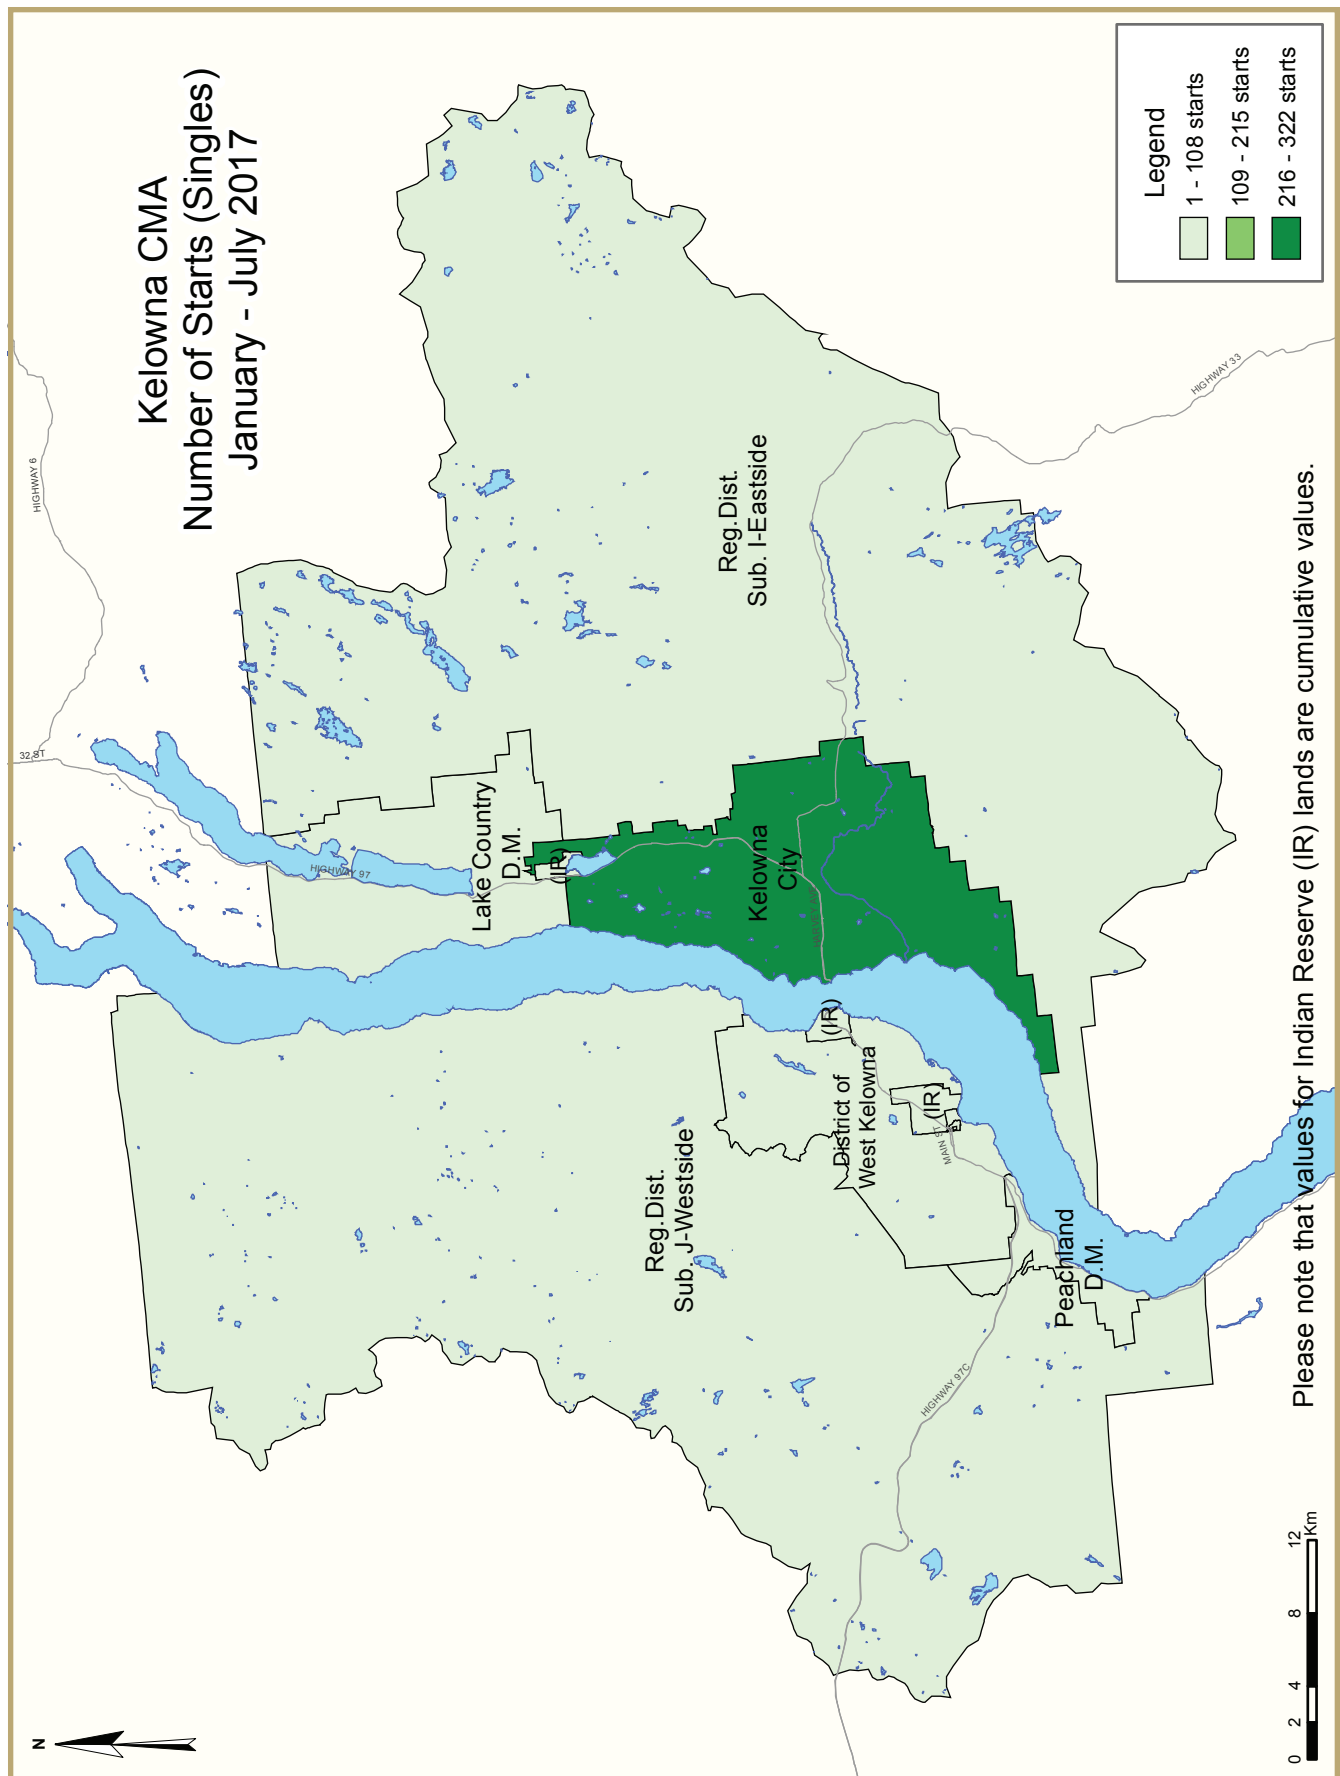 Kelowna CMA
Number of Starts (Singles)
January - July 2017
Legend
1 - 108 starts
109 - 215 starts
216 - 322 starts
HIGHWAY 6
32 ST
HIGHWAY 97
Lake Country
D.M.
(IR)
Reg.Dist.
Sub. I-Eastside
Kelowna
City
HIGHWAY 33
(IR)
District of
West Kelowna
(IR)
MAIN ST
Reg.Dist.
Sub. J-Westside
Peachland
D.M.
HIGHWAY 97C
N
0 2 4 8 12
Km
Please note that values for Indian Reserve (IR) lands are cumulative values.